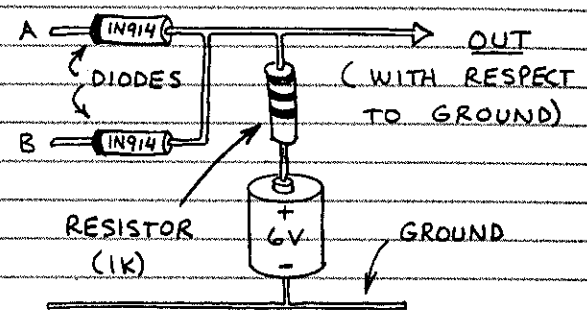 A 1N914
OUT
DIODES
(WITH RESPECT
TO GROUND)
B 1N914
+
RESISTOR
6V
GROUND
(1K)
-